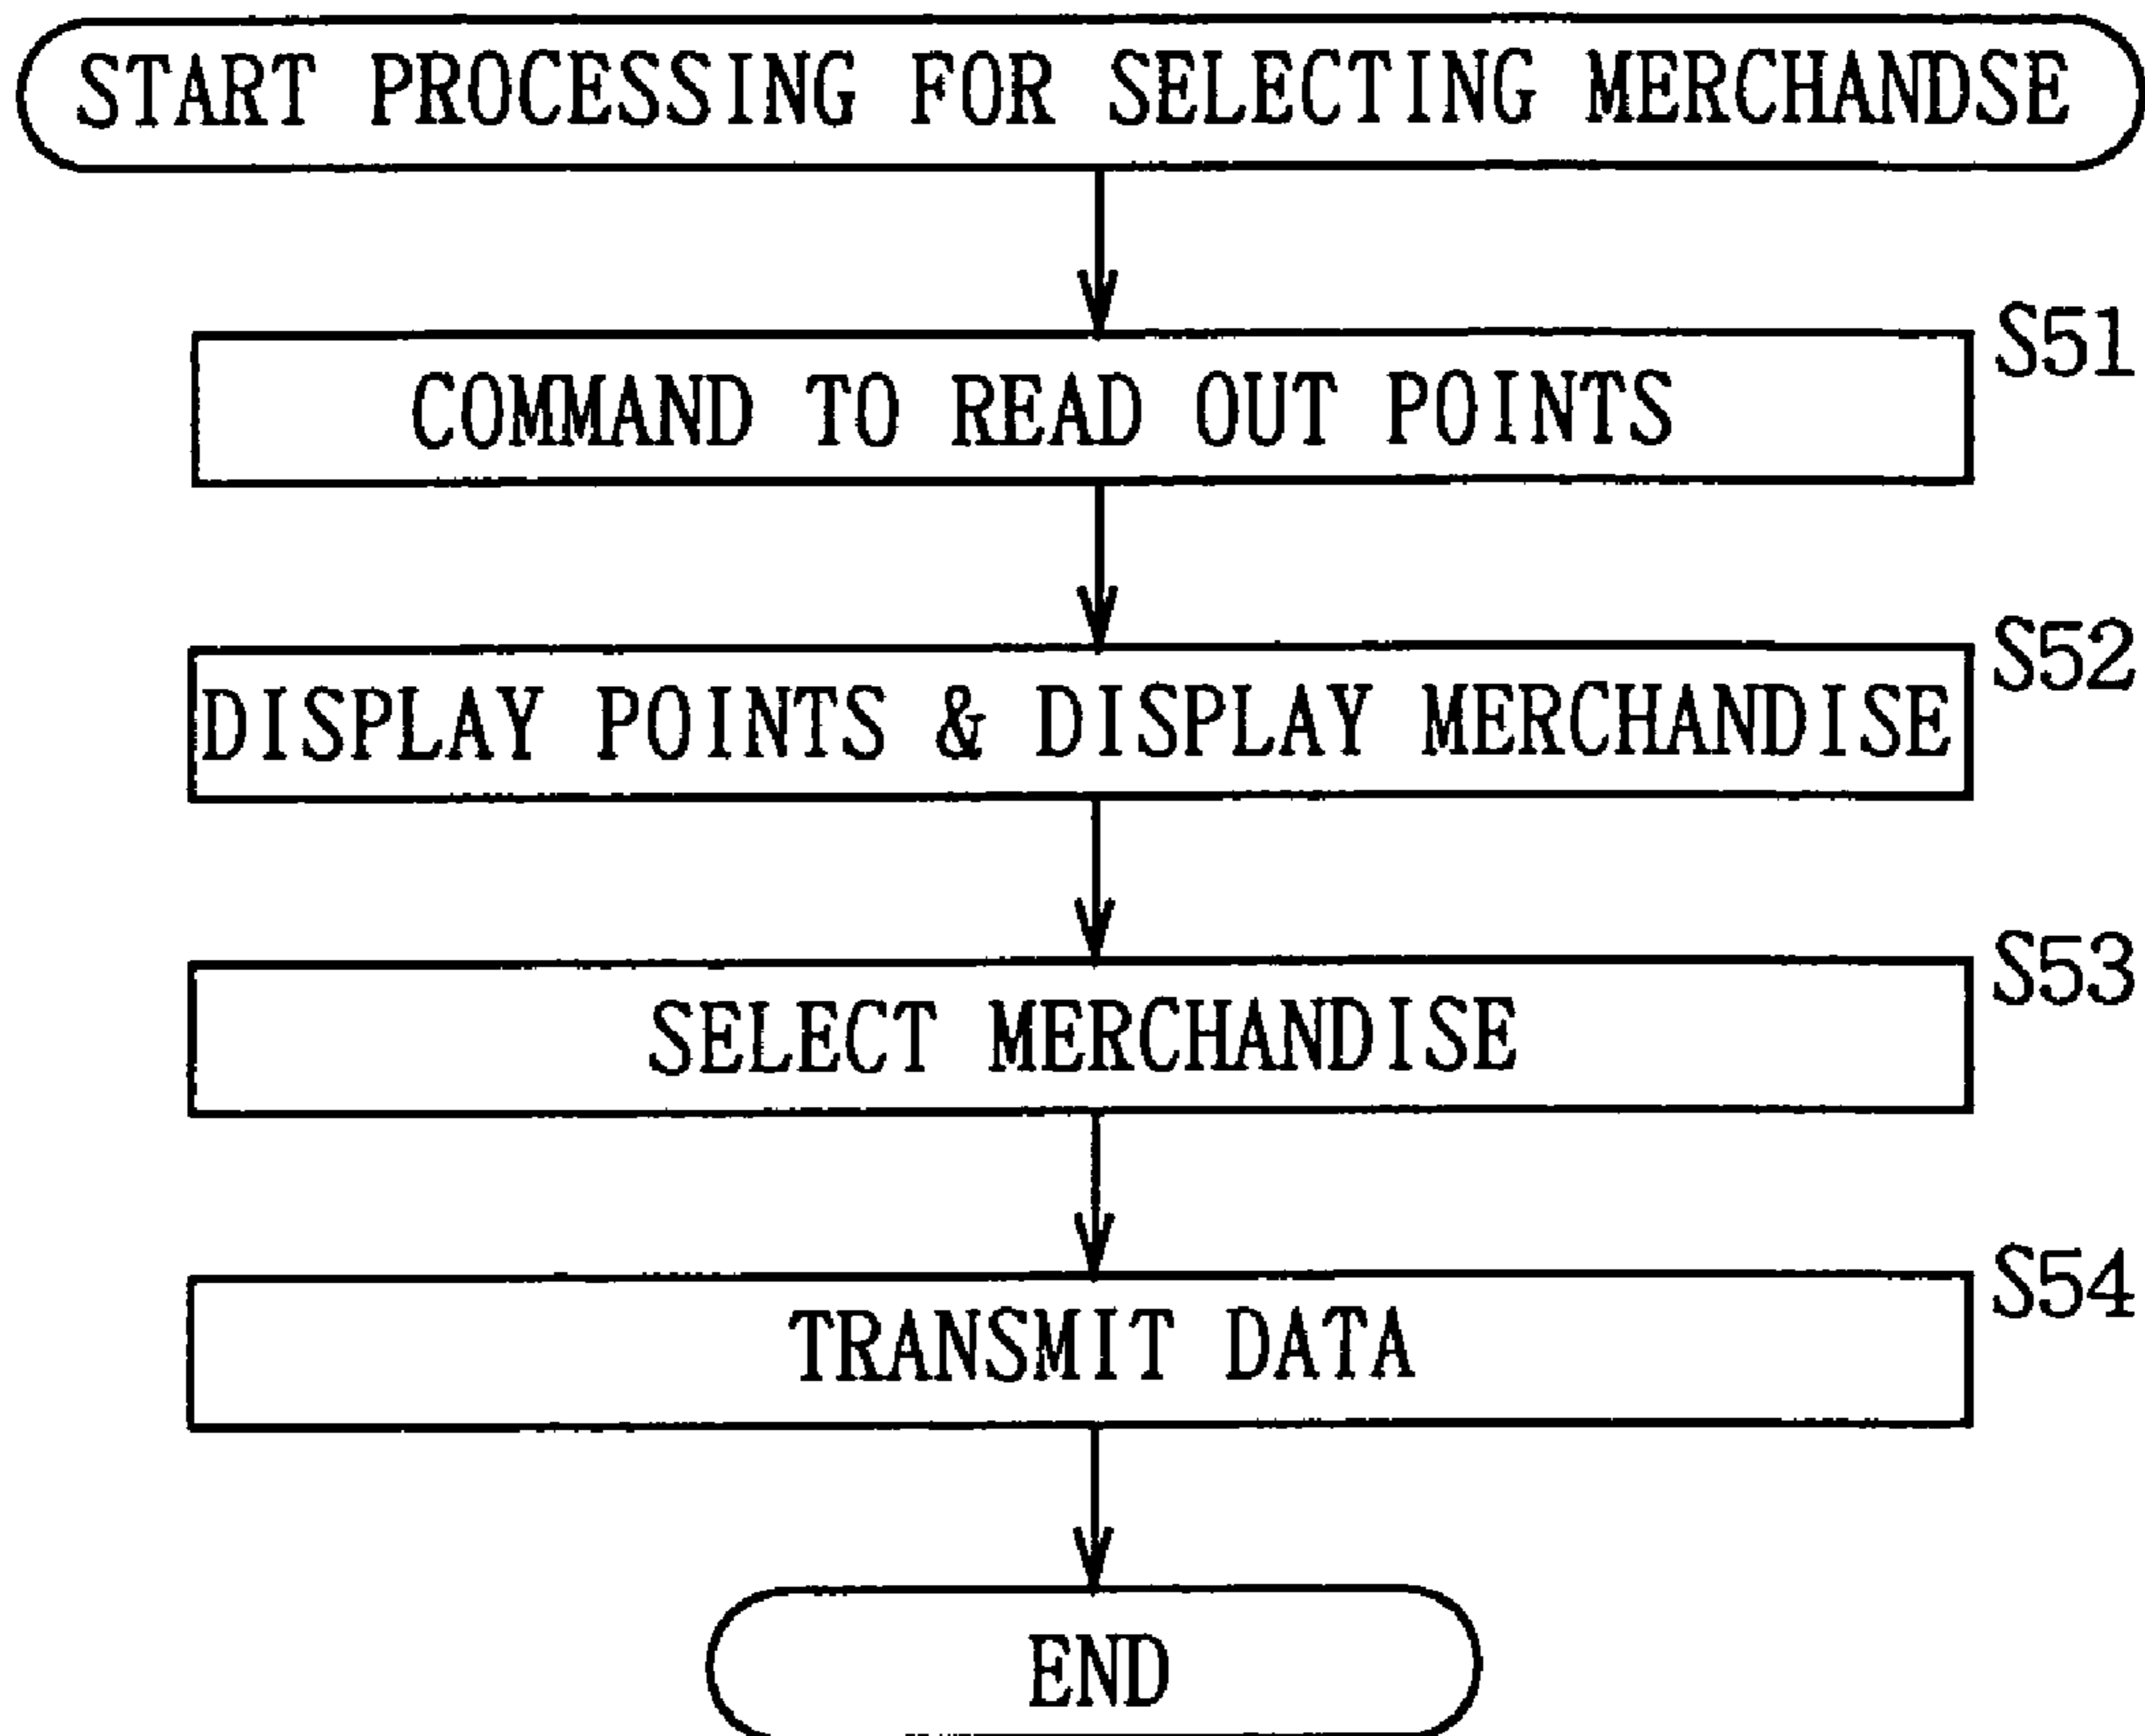 START PROCESSING FOR SELECTING MERCHANDSE
S51
COMMAND TO READ OUT POINTS
S52
DISPLAY POINTS & DISPLAY MERCHANDISE
S53
SELECT MERCHANDISE
S54
TRANSMIT DATA
END